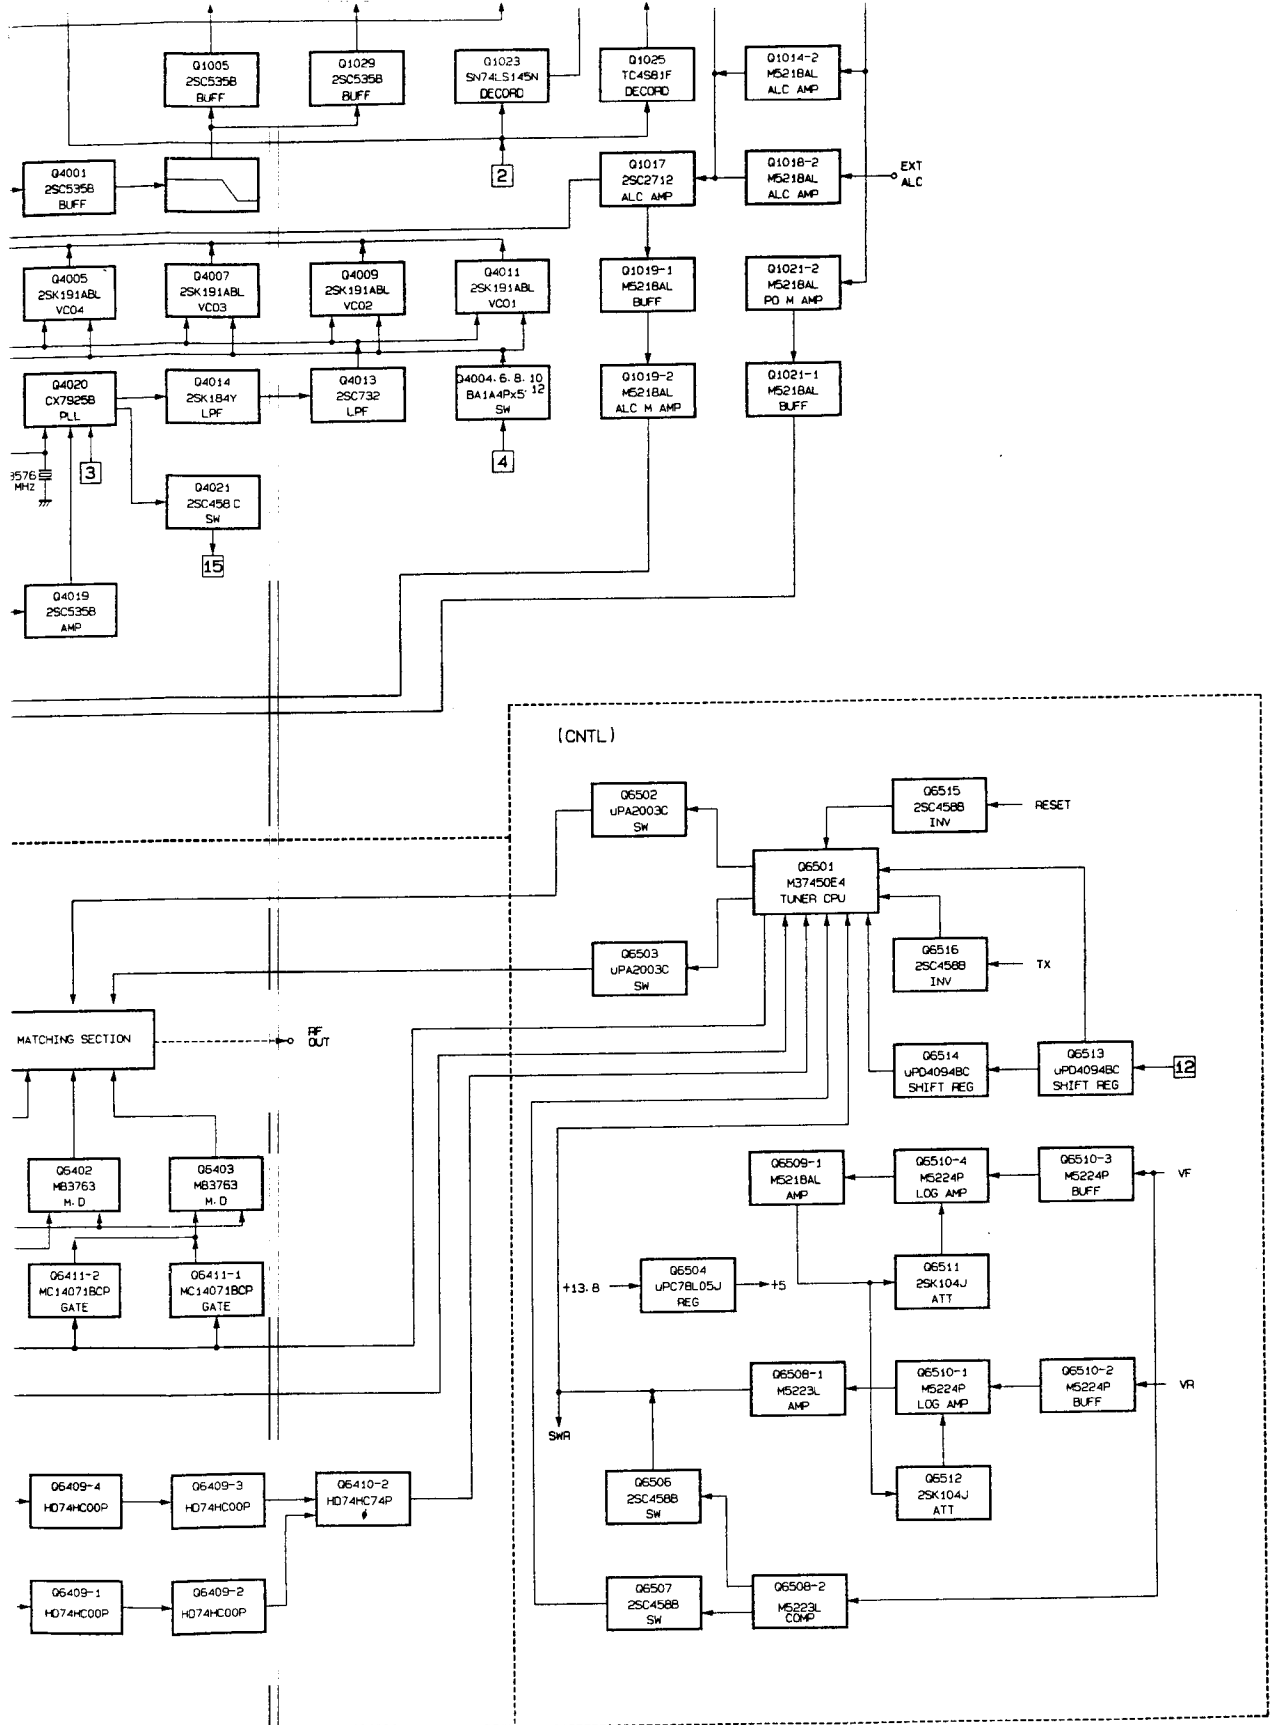 Q1005
2SC535B
BUFF
Q1029
2SC535B
BUFF
Q1023
SN74LS145N
DECORD
Q1025
TC4S81F
DECORD
Q1014-2
M5218AL
ALC AMP
Q4001
2SC535B
BUFF
2
Q1017
2SC2712
ALC AMP
Q1018-2
M5218AL
ALC AMP
EXT
ALC
Q4005
2SK191ABL
VCO4
Q4007
2SK191ABL
VCO3
Q4009
2SK191ABL
VCO2
Q4011
2SK191ABL
VCO1
Q1019-1
M5218AL
BUFF
Q1021-2
M5218AL
PO M AMP
Q4020
CX7925B
PLL
Q4014
2SK184Y
LPF
Q4013
2SC732
LPF
Q4004.6.8.10
BA1A4Px5.12
SW
Q1019-2
M5218AL
ALC M AMP
Q1021-1
M5218AL
BUFF
3576
MHZ
3
4
Q4021
2SC458 C
SW
15
Q4019
2SC535B
AMP
(CNTL)
Q6502
uPA2003C
SW
Q6515
2SC458B
INV
RESET
Q6501
M37450E4
TUNER CPU
Q6503
uPA2003C
SW
Q6516
2SC458B
INV
TX
MATCHING SECTION
RF
OUT
Q6514
uPD4094BC
SHIFT REG
Q6513
uPD4094BC
SHIFT REG
12
Q6402
MB3763
M.D
Q6403
MB3763
M.D
Q6509-1
M5218AL
AMP
Q6510-4
M5224P
LOG AMP
Q6510-3
M5224P
BUFF
VF
Q6411-2
MC14071BCP
GATE
Q6411-1
MC14071BCP
GATE
+13.8
Q6504
uPC78L05J
REG
+5
Q6511
2SK104J
ATT
Q6508-1
M5223L
AMP
Q6510-1
M5224P
LOG AMP
Q6510-2
M5224P
BUFF
VR
SWR
Q6409-4
HD74HC00P
Q6409-3
HD74HC00P
Q6410-2
HD74HC74P
φ
Q6506
2SC458B
SW
Q6512
2SK104J
ATT
Q6409-1
HD74HC00P
Q6409-2
HD74HC00P
Q6507
2SC458B
SW
Q6508-2
M5223L
COMP